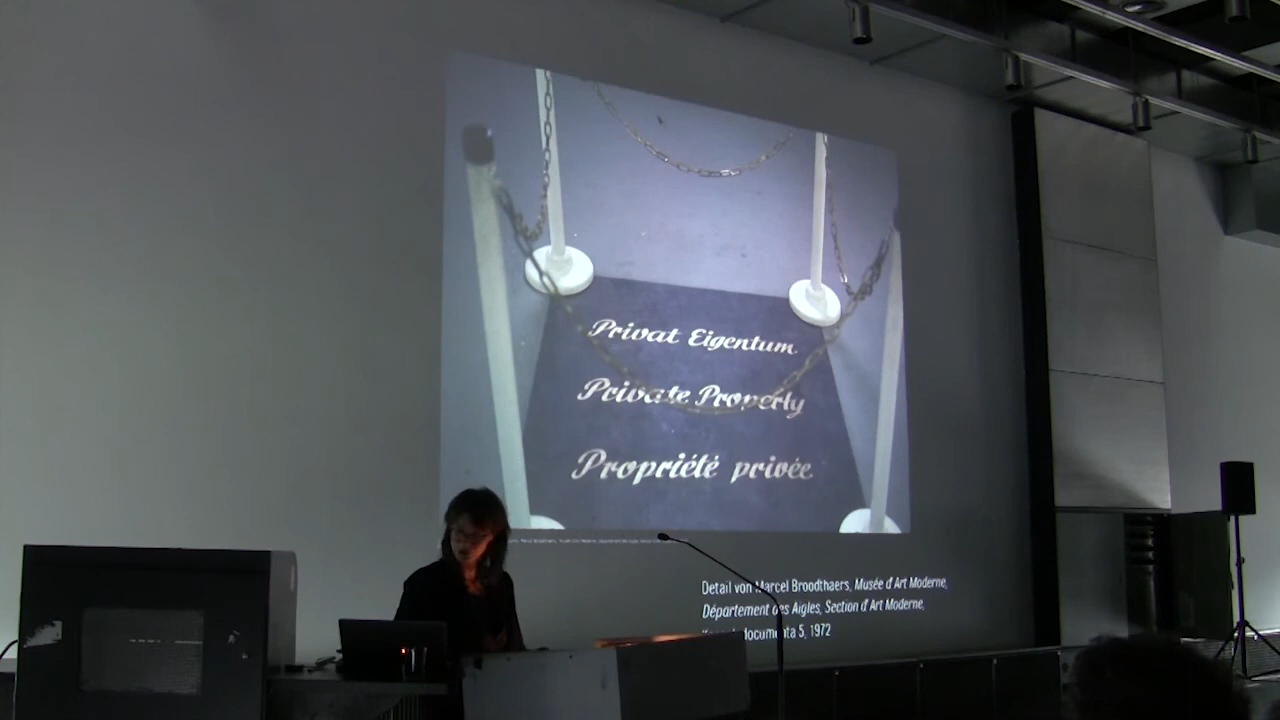 Privat Eigentum
Private Property
Propriété privée
Detail von Marcel Broodthaers, Musée d'Art Moderne,
Département des Aigles, Section d'Art Moderne,
documenta 5, 1972